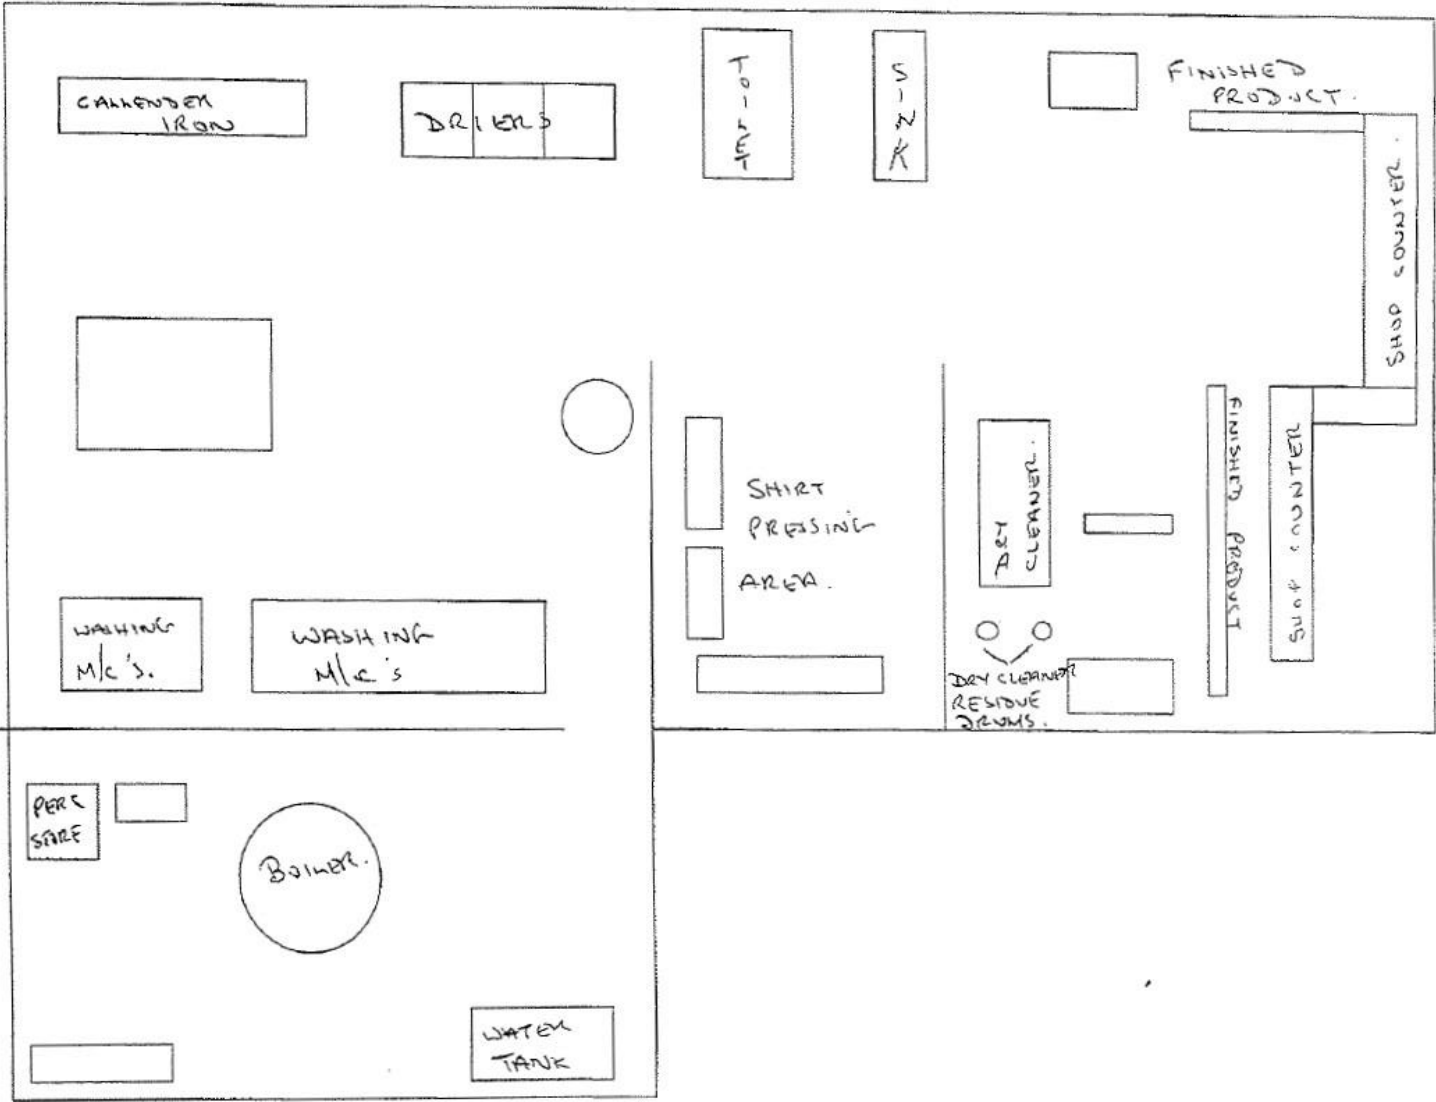 CALLENDER
IRON
DRIERS
TOILET
SINK
FINISHED
PRODUCT.
SHOP COUNTER.
SHIRT
PRESSING
AREA.
DRY
CLEANER.
FINISHED PRODUCT
SHOP COUNTER
WASHING
M/C'S.
WASHING
M/C'S
DRY CLEANER
RESIDUE
DRUMS.
PERC
STORE
BOILER.
WATER
TANK